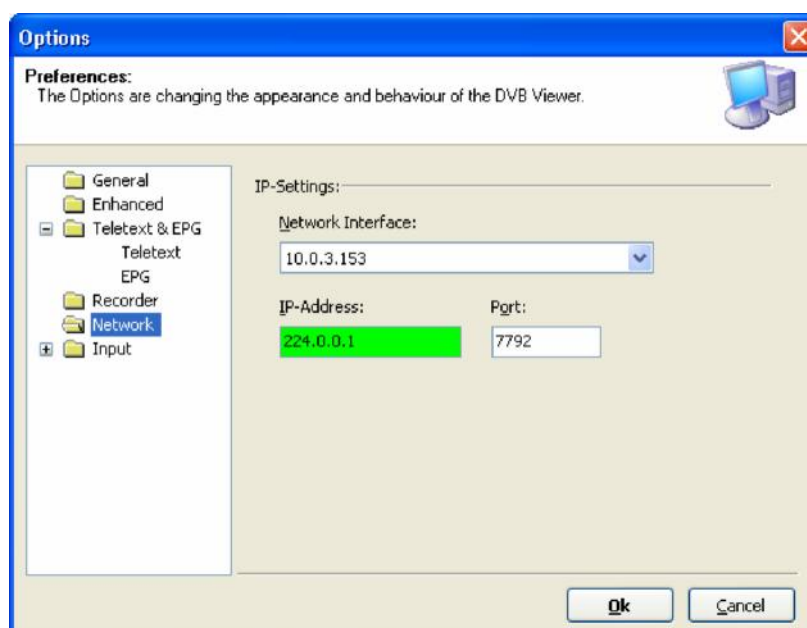 Options
Preferences:
The Options are changing the appearance and behaviour of the DVB Viewer.
General
Enhanced
Teletext & EPG
Teletext
EPG
Recorder
Network
Input
IP-Settings:
Network Interface:
10.0.3.153
IP-Address: Port:
224.0.0.1 7792
Ok Cancel